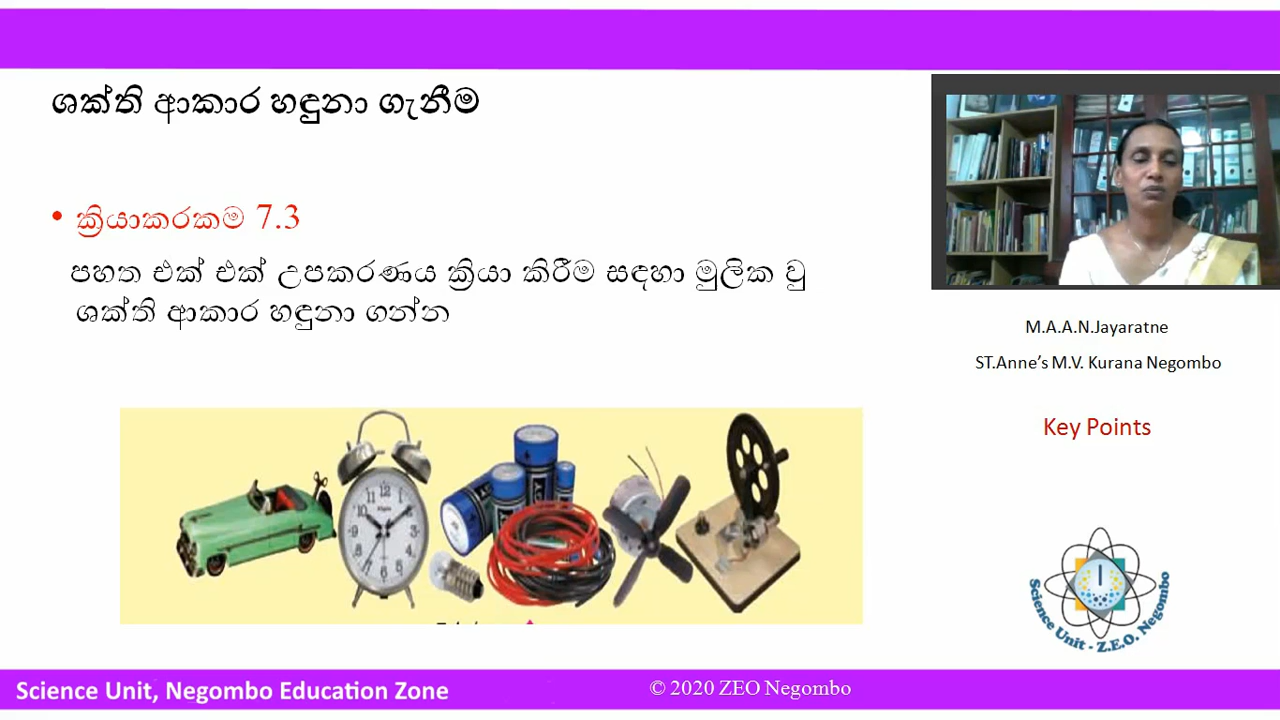 ශක්ති ආකාර හඳුනා ගැනීම
• ක්‍රියාකරකම 7.3
පහත එක් එක් උපකරණය ක්‍රියා කිරීම සඳහා මුලික වු
ශක්ති ආකාර හඳුනා ගන්න
M.A.A.N.Jayaratne
ST.Anne's M.V. Kurana Negombo
Key Points
Science Unit - Z.E.O. Negombo
Science Unit, Negombo Education Zone
© 2020 ZEO Negombo